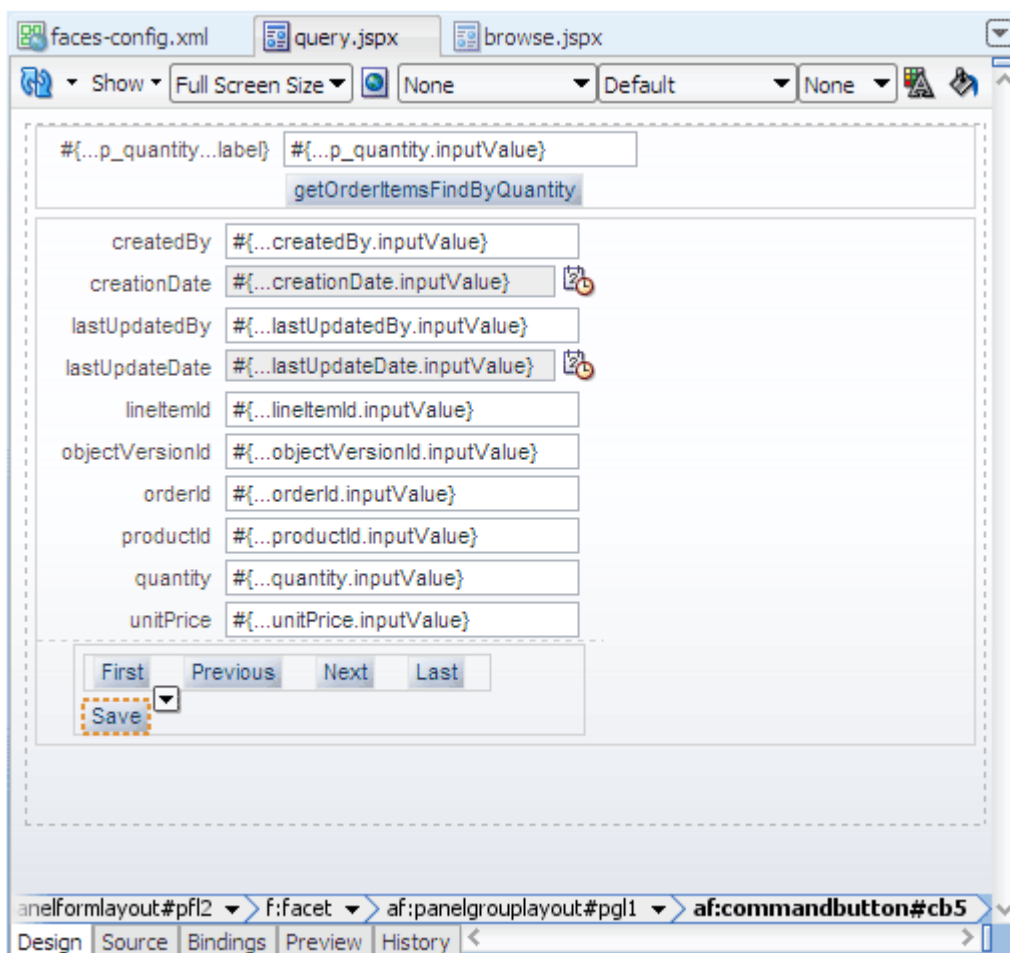 faces-config.xml query.jspx browse.jspx
Show Full Screen Size None Default None
#{...p_quantity...label} #{...p_quantity.inputValue}
getOrderItemsFindByQuantity
createdBy #{...createdBy.inputValue}
creationDate #{...creationDate.inputValue}
lastUpdatedBy #{...lastUpdatedBy.inputValue}
lastUpdateDate #{...lastUpdateDate.inputValue}
lineItemId #{...lineItemId.inputValue}
objectVersionId #{...objectVersionId.inputValue}
orderId #{...orderId.inputValue}
productId #{...productId.inputValue}
quantity #{...quantity.inputValue}
unitPrice #{...unitPrice.inputValue}
First Previous Next Last
Save
anelformlayout#pfl2 f:facet af:panelgrouplayout#pgl1 af:commandbutton#cb5
Design Source Bindings Preview History